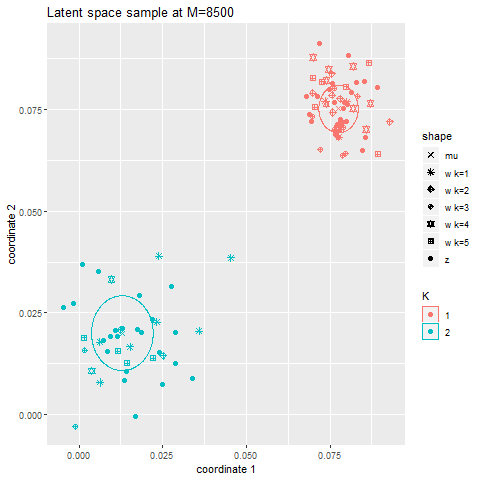 Latent space sample at M=8500
coordinate 2
0.075
0.050
0.025
0.000
0.000
0.025
0.050
0.075
coordinate 1
shape
mu
w k=1
w k=2
w k=3
w k=4
w k=5
z
K
1
2